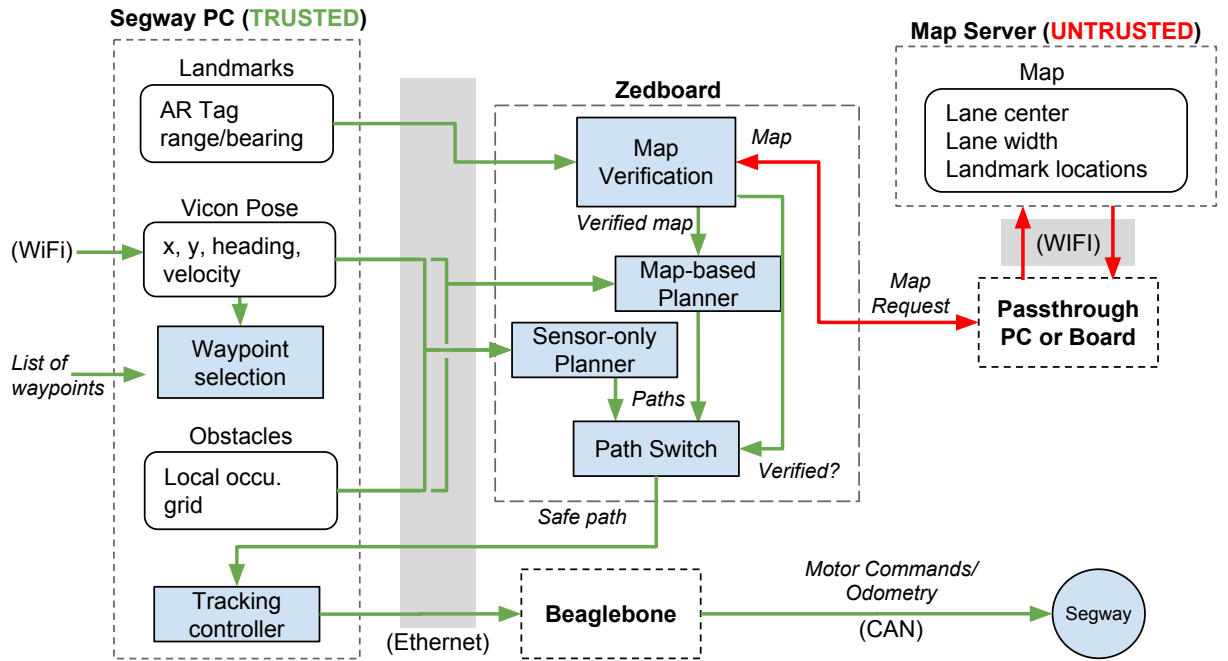 Segway PC (TRUSTED)
Landmarks
AR Tag
range/bearing
Vicon Pose
(WiFi)
x, y, heading,
velocity
List of
waypoints
Waypoint
selection
Obstacles
Local occu.
grid
Tracking
controller
(Ethernet)
Zedboard
Map
Verification
Map
Verified map
Map-based
Planner
Sensor-only
Planner
Paths
Path Switch
Verified?
Safe path
Map Server (UNTRUSTED)
Map
Lane center
Lane width
Landmark locations
(WIFI)
Map
Request
Passthrough
PC or Board
Beaglebone
Motor Commands/
Odometry
(CAN)
Segway